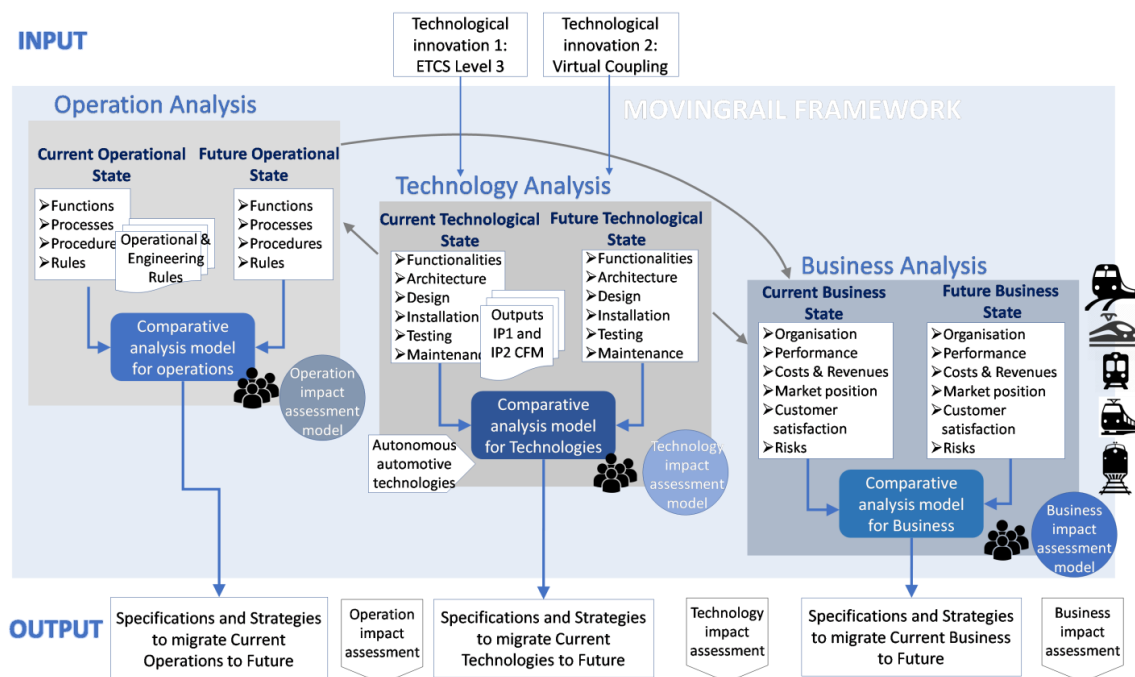 INPUT
Technological
innovation 1:
ETCS Level 3
Technological
innovation 2:
Virtual Coupling
MOVINGRAIL FRAMEWORK
Operation Analysis
Current Operational
State
➢Functions
➢Processes
➢Procedures
➢Rules
Operational &
Engineering
Rules
Future Operational
State
➢Functions
➢Processes
➢Procedures
➢Rules
Comparative
analysis model
for operations
Operation
impact
assessment
model
Technology Analysis
Current Technological
State
➢Functionalities
➢Architecture
➢Design
➢Installation
➢Testing
➢Maintenance
Outputs
IP1 and
IP2 CFM
Future Technological
State
➢Functionalities
➢Architecture
➢Design
➢Installation
➢Testing
➢Maintenance
Comparative
analysis model
for Technologies
Autonomous
automotive
technologies
Technology
impact
assessment
model
Business Analysis
Current Business
State
➢Organisation
➢Performance
➢Costs & Revenues
➢Market position
➢Customer
satisfaction
➢Risks
Future Business
State
➢Organisation
➢Performance
➢Costs & Revenues
➢Market position
➢Customer
satisfaction
➢Risks
Comparative
analysis model
for Business
Business
impact
assessment
model
OUTPUT
Specifications and Strategies
to migrate Current
Operations to Future
Operation
impact
assessment
Specifications and Strategies
to migrate Current
Technologies to Future
Technology
impact
assessment
Specifications and Strategies
to migrate Current Business
to Future
Business
impact
assessment